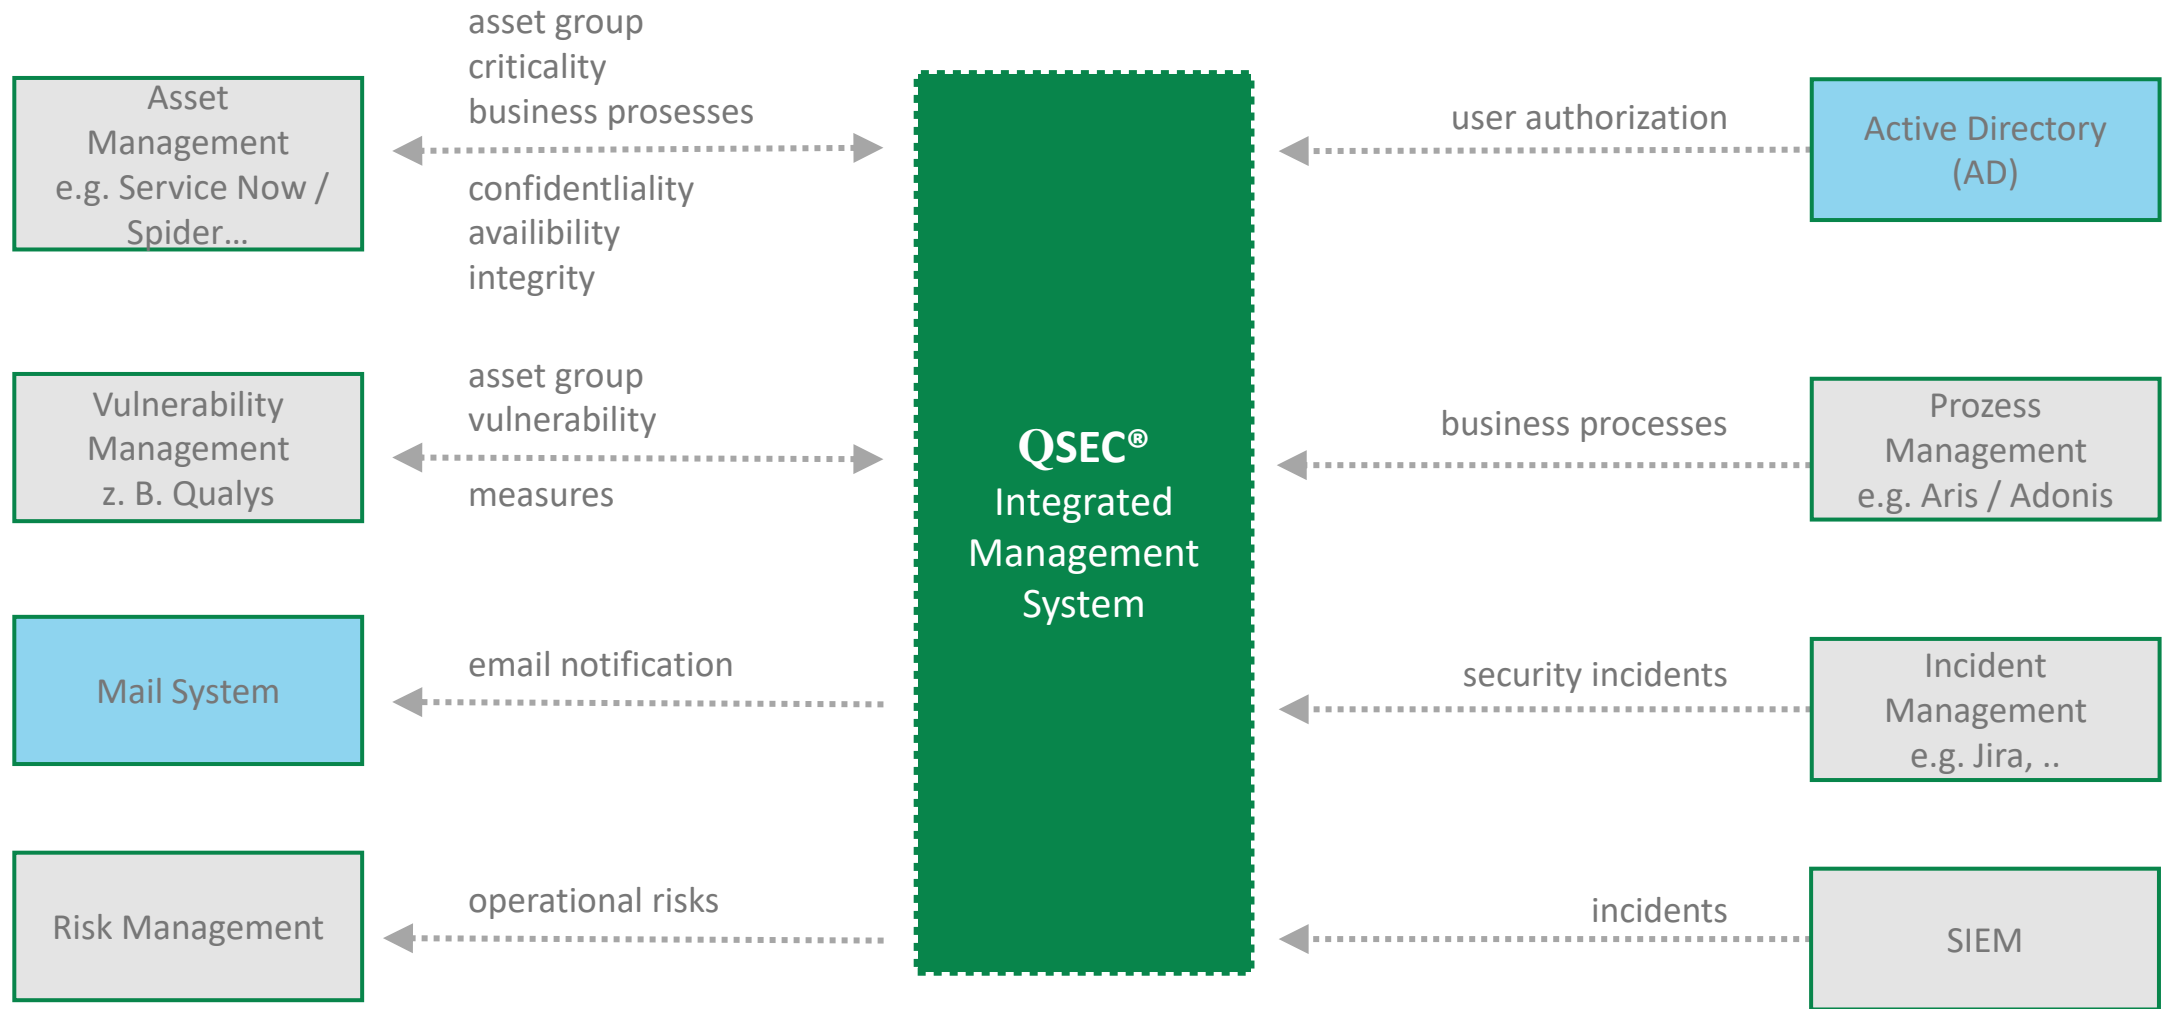 asset group
criticality
business prosesses
confidentliality
availibility
integrity
Asset
Management
e.g. Service Now /
Spider...
asset group
vulnerability
measures
Vulnerability
Management
z. B. Qualys
email notification
Mail System
operational risks
Risk Management
QSEC®
Integrated
Management
System
user authorization
Active Directory
(AD)
business processes
Prozess
Management
e.g. Aris / Adonis
security incidents
Incident
Management
e.g. Jira, ..
incidents
SIEM